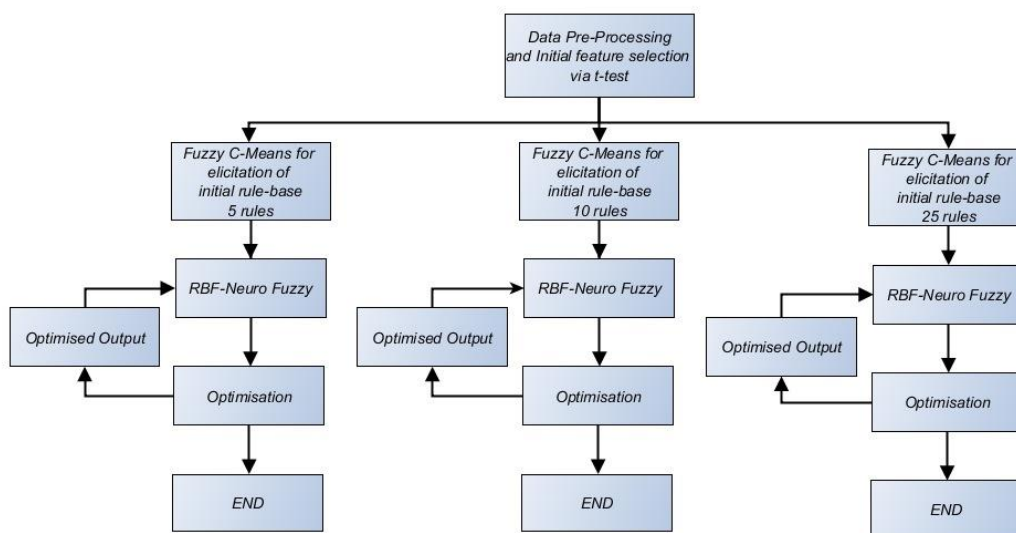 Data Pre-Processing
and Initial feature selection
via t-test
Fuzzy C-Means for
elicitation of
initial rule-base
5 rules
Fuzzy C-Means for
elicitation of
initial rule-base
10 rules
Fuzzy C-Means for
elicitation of
initial rule-base
25 rules
RBF-Neuro Fuzzy
RBF-Neuro Fuzzy
RBF-Neuro Fuzzy
Optimised Output
Optimised Output
Optimised Output
Optimisation
Optimisation
Optimisation
END
END
END